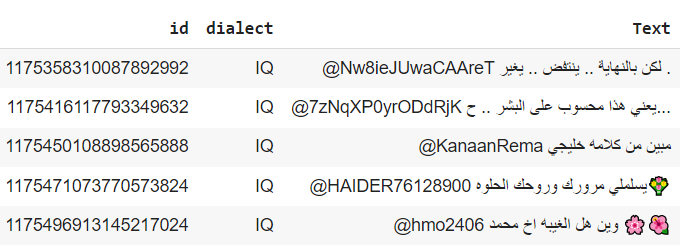 id dialect Text
1175358310087892992 IQ @Nw8ieJUwaCAAreT لكن بالنهاية .. ينتفض .. يغير .
1175416117793349632 IQ @7zNqXP0yrODdRjK يعني هذا محسوب على البشر .. ح...
1175450108898565888 IQ @KanaanRema مبين من كلامه خليجي
1175471073770573824 IQ @HAIDER76128900 يسلملي مرورك وروحك الحلوه💐
1175496913145217024 IQ @hmo2406 وين هل الغيبه اخ محمد 🌸🌺